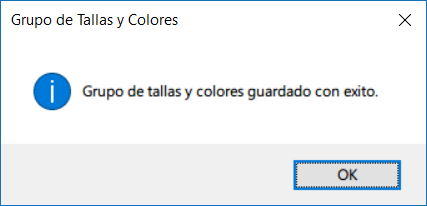 Grupo de Tallas y Colores
Grupo de tallas y colores guardado con exito.
OK